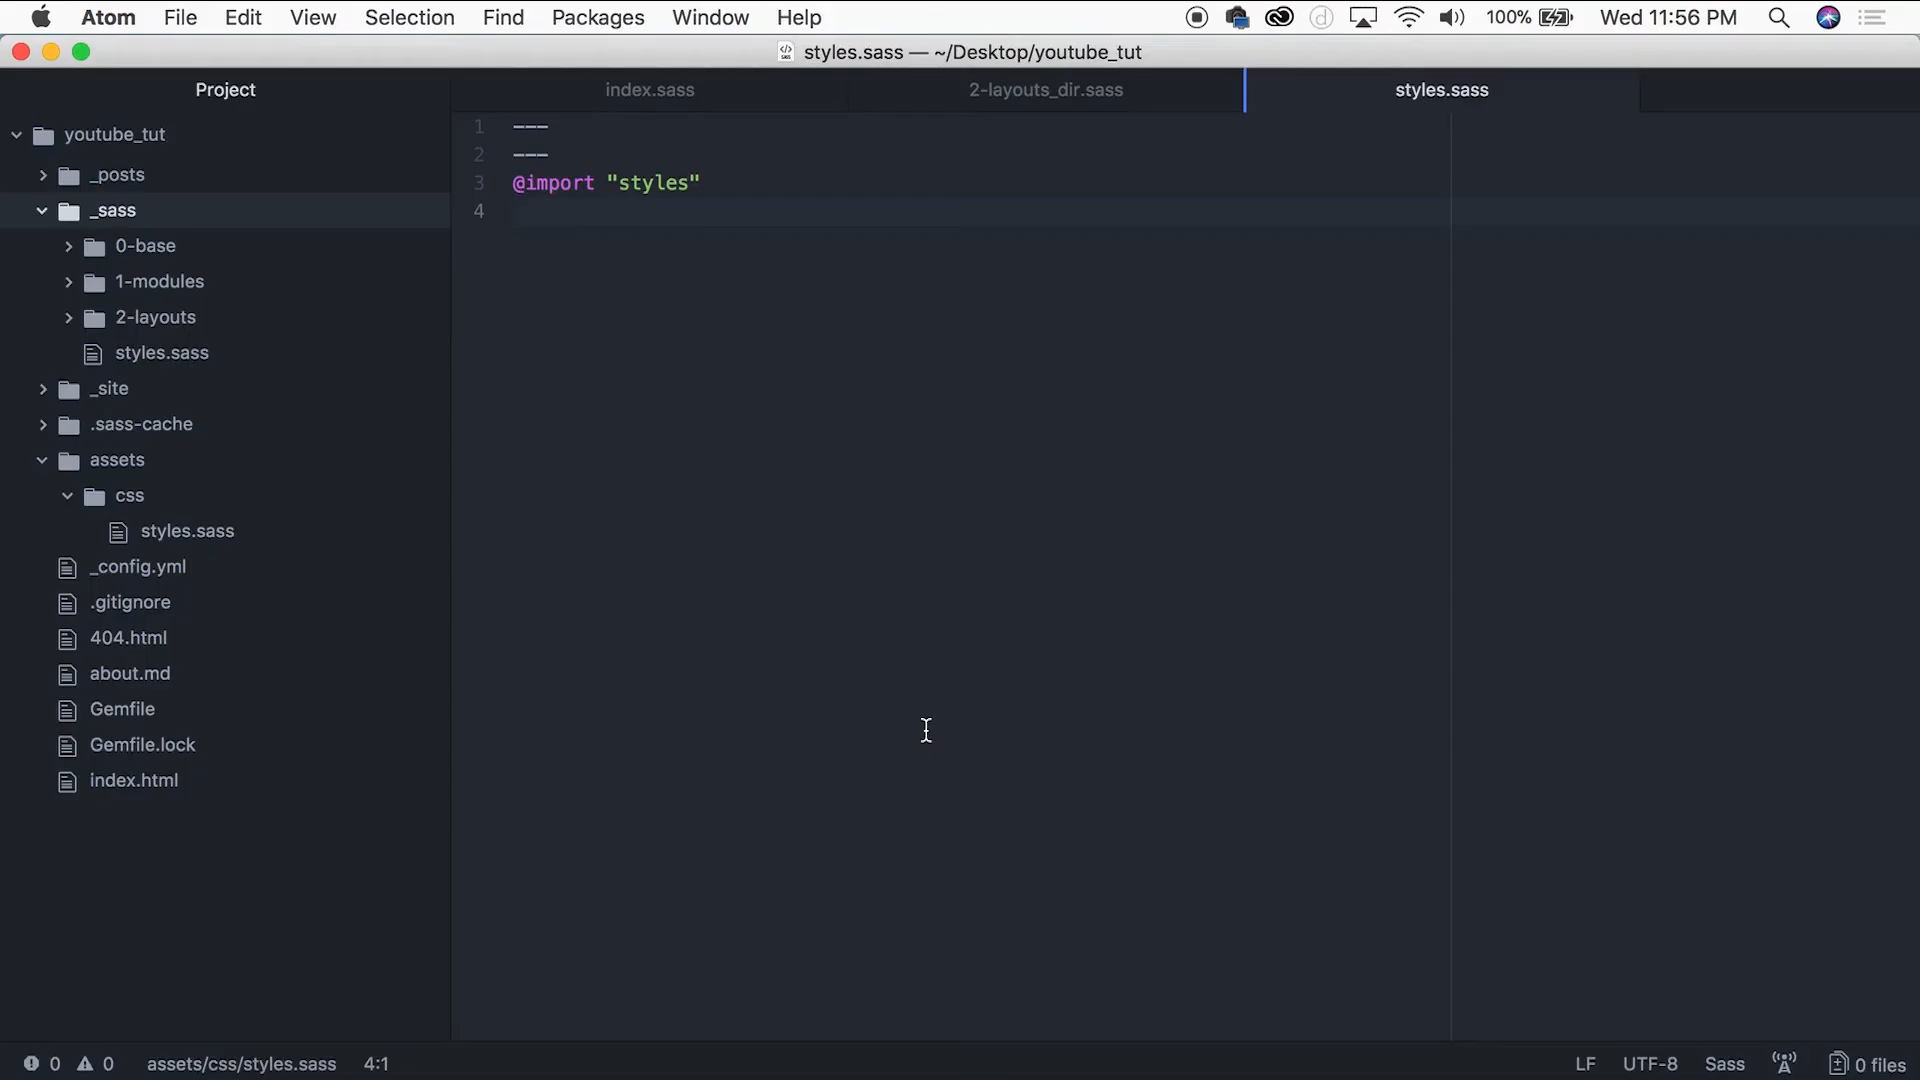 Atom File Edit View Selection Find Packages Window Help 100% Wed 11:56 PM
styles.sass — ~/Desktop/youtube_tut
Project
index.sass
2-layouts_dir.sass
styles.sass
youtube_tut
_posts
_sass
0-base
1-modules
2-layouts
styles.sass
_site
.sass-cache
assets
css
styles.sass
_config.yml
.gitignore
404.html
about.md
Gemfile
Gemfile.lock
index.html
1 ---
2 ---
3 @import "styles"
4
0 0 assets/css/styles.sass 4:1
LF UTF-8 Sass 0 files